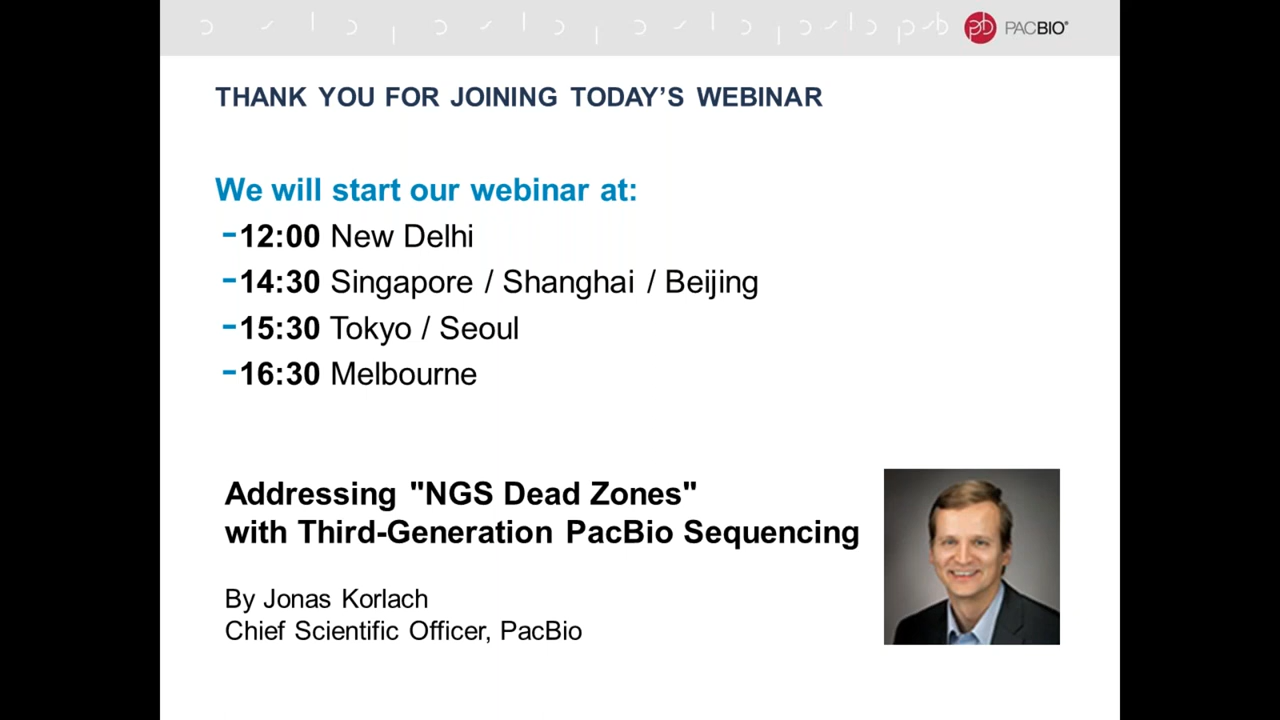 PACBIO®
THANK YOU FOR JOINING TODAY’S WEBINAR
We will start our webinar at:
-12:00 New Delhi
-14:30 Singapore / Shanghai / Beijing
-15:30 Tokyo / Seoul
-16:30 Melbourne
Addressing "NGS Dead Zones"
with Third-Generation PacBio Sequencing
By Jonas Korlach
Chief Scientific Officer, PacBio